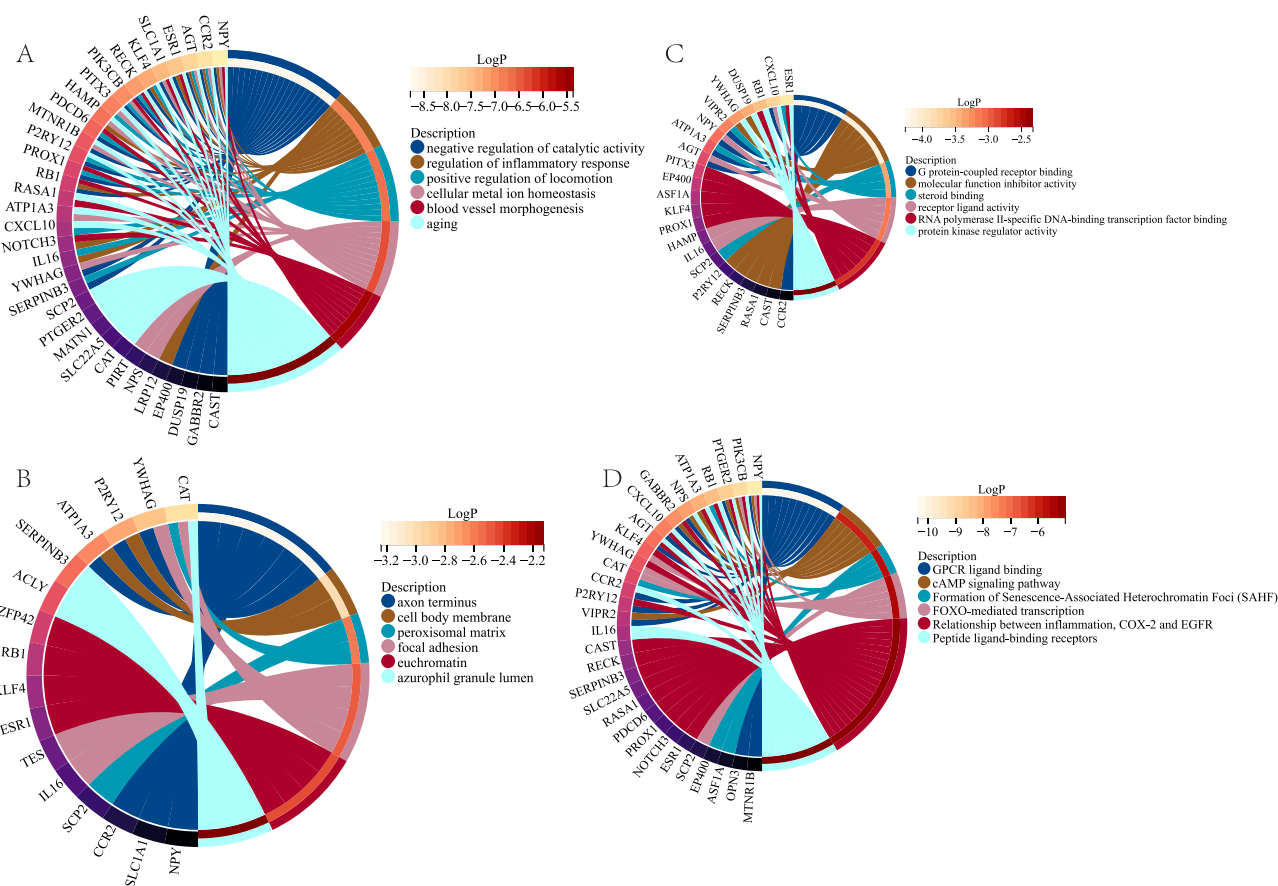 A
NPY
CCR2
AGT
ESR1
SLC1A1
KLF4
RECK
PIK3CB
PITX3
HAMP
PDCD6
MTNR1B
P2RY12
PROX1
RB1
RASA1
ATP1A3
CXCL10
NOTCH3
IL16
YWHAG
SERPINB3
SCP2
PTGER2
MATN1
SLC22A5
CAT
PIRT
NPS
LRP12
EP400
DUSP19
GABBR2
CAST
LogP
−8.5 −8.0 −7.5 −7.0 −6.5 −6.0 −5.5
Description
negative regulation of catalytic activity
regulation of inflammatory response
positive regulation of locomotion
cellular metal ion homeostasis
blood vessel morphogenesis
aging
C
ESR1
CXCL10
RB1
DUSP19
YWHAG
VIPR2
NPY
ATP1A3
AGT
PITX3
EP400
ASF1A
KLF4
PROX1
HAMP
IL16
SCP2
P2RY12
RECK
SERPINB3
RASA1
CAST
CCR2
LogP
−4.0 −3.5 −3.0 −2.5
Description
G protein-coupled receptor binding
molecular function inhibitor activity
steroid binding
receptor ligand activity
RNA polymerase II-specific DNA-binding transcription factor binding
protein kinase regulator activity
B
CAT
YWHAG
P2RY12
ATP1A3
SERPINB3
ACLY
ZFP42
RB1
KLF4
ESR1
TES
IL16
SCP2
CCR2
SLC1A1
NPY
LogP
−3.2 −3.0 −2.8 −2.6 −2.4 −2.2
Description
axon terminus
cell body membrane
peroxisomal matrix
focal adhesion
euchromatin
azurophil granule lumen
D
NPY
PIK3CB
PTGER2
RB1
ATP1A3
NPS
GABBR2
CXCL10
AGT
KLF4
YWHAG
CAT
CCR2
P2RY12
VIPR2
IL16
CAST
RECK
SERPINB3
SLC22A5
RASA1
PDCD6
PROX1
NOTCH3
ESR1
SCP2
EP400
ASF1A
OPN3
MTNR1B
LogP
−10 −9 −8 −7 −6
Description
GPCR ligand binding
cAMP signaling pathway
Formation of Senescence-Associated Heterochromatin Foci (SAHF)
FOXO-mediated transcription
Relationship between inflammation, COX-2 and EGFR
Peptide ligand-binding receptors